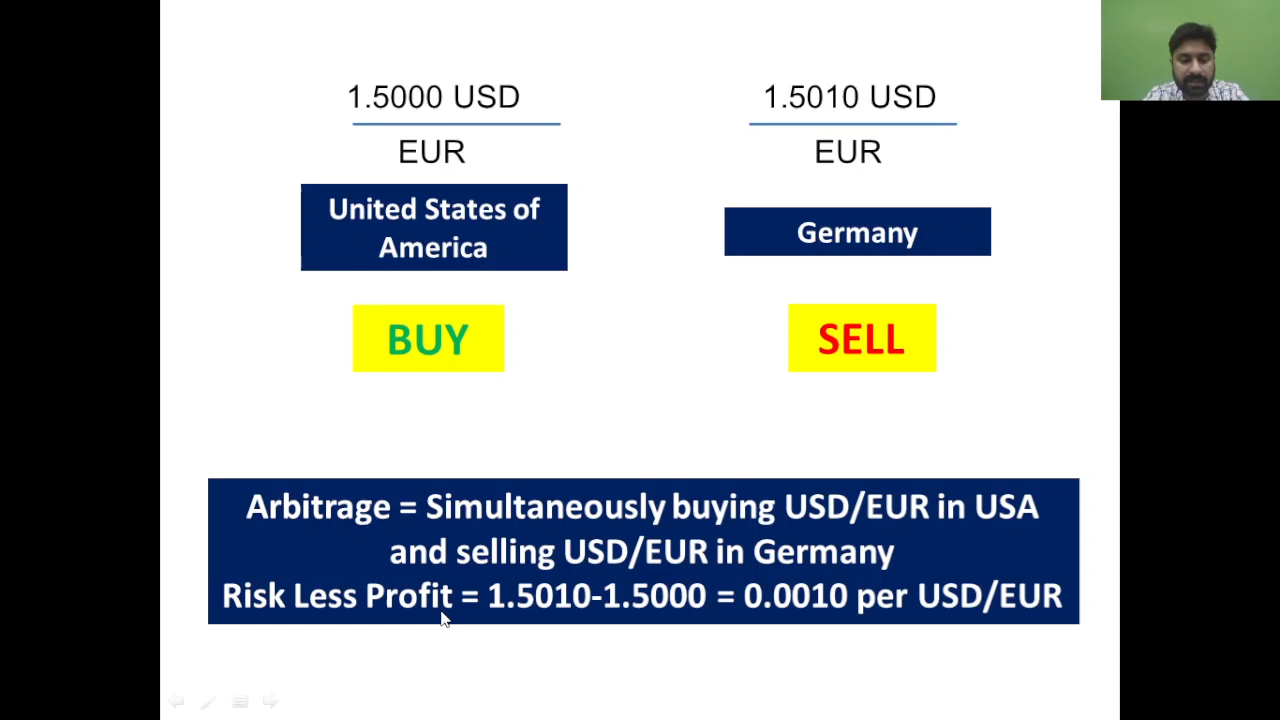 1.5000 USD
EUR
United States of
America
BUY
1.5010 USD
EUR
Germany
SELL
Arbitrage = Simultaneously buying USD/EUR in USA
and selling USD/EUR in Germany
Risk Less Profit = 1.5010-1.5000 = 0.0010 per USD/EUR